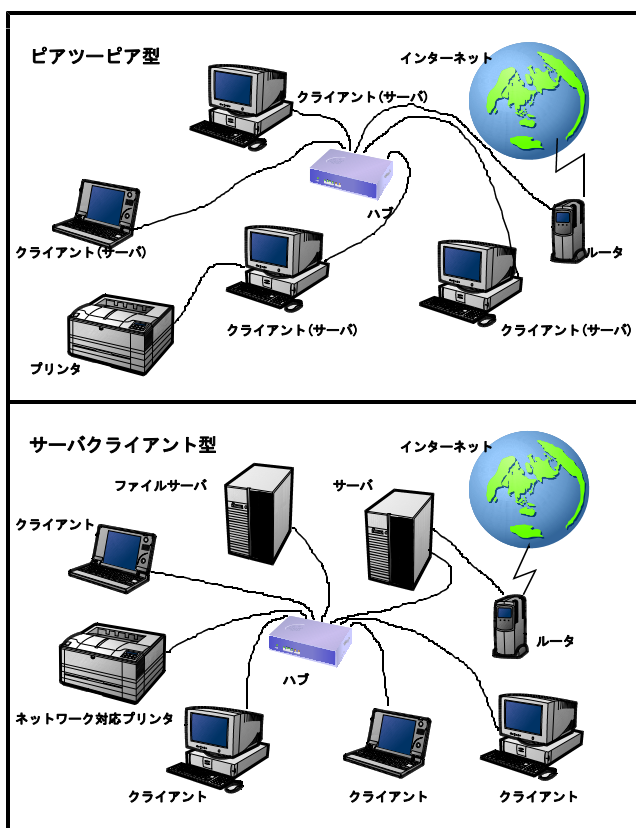 ピアツーピア型
インターネット
クライアント(サーバ)
ハブ
クライアント(サーバ)
ルータ
クライアント(サーバ)
クライアント(サーバ)
プリンタ
サーバクライアント型
インターネット
ファイルサーバ
サーバ
クライアント
ルータ
ハブ
ネットワーク対応プリンタ
クライアント
クライアント
クライアント